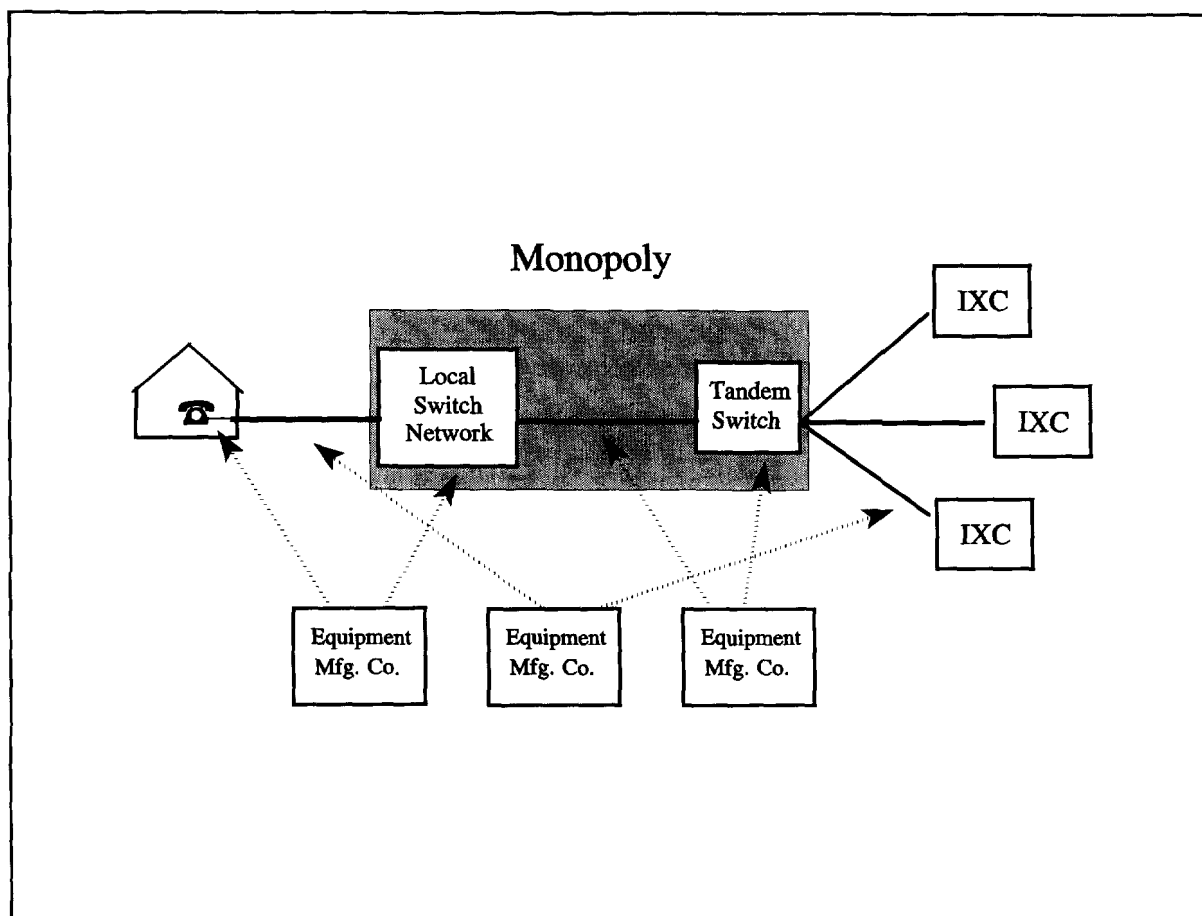 Monopoly
IXC
Local
Switch
Network
Tandem
Switch
IXC
IXC
Equipment
Mfg. Co.
Equipment
Mfg. Co.
Equipment
Mfg. Co.